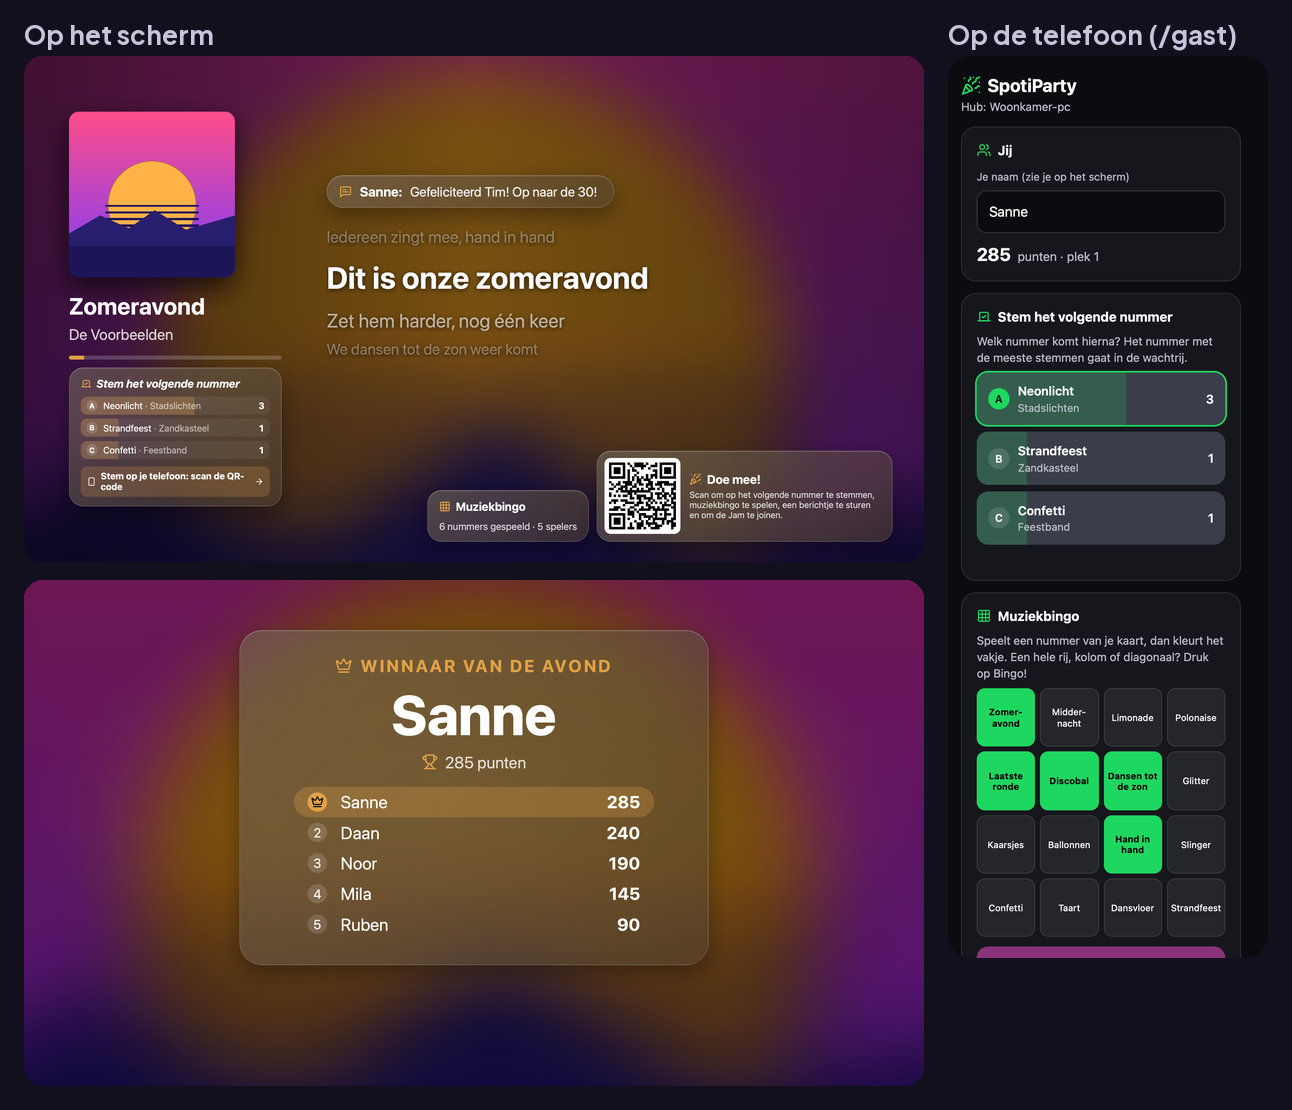 Op het scherm
Zomeravond
De Voorbeelden
Stem het volgende nummer
A Neonlicht · Stadslichten 3
B Strandfeest · Zandkasteel 1
C Confetti · Feestband 1
Stem op je telefoon: scan de QR-
code →
Sanne: Gefeliciteerd Tim! Op naar de 30!
Iedereen zingt mee, hand in hand
Dit is onze zomeravond
Zet hem harder, nog één keer
We dansen tot de zon weer komt
Muziekbingo
6 nummers gespeeld · 5 spelers
Doe mee!
Scan om op het volgende nummer te stemmen,
muziekbingo te spelen, een berichtje te sturen
en om de Jam te joinen.
WINNAAR VAN DE AVOND
Sanne
285 punten
Sanne 285
2 Daan 240
3 Noor 190
4 Mila 145
5 Ruben 90
Op de telefoon (/gast)
SpotiParty
Hub: Woonkamer-pc
Jij
Je naam (zie je op het scherm)
Sanne
285 punten · plek 1
Stem het volgende nummer
Welk nummer komt hierna? Het nummer met
de meeste stemmen gaat in de wachtrij.
A Neonlicht 3
Stadslichten
B Strandfeest 1
Zandkasteel
C Confetti 1
Feestband
Muziekbingo
Speelt een nummer van je kaart, dan kleurt het
vakje. Een hele rij, kolom of diagonaal? Druk
op Bingo!
Zomer-
avond
Midder-
nacht
Limonade
Polonaise
Laatste
ronde
Discobal
Dansen tot
de zon
Glitter
Kaarsjes
Ballonnen
Hand in
hand
Slinger
Confetti
Taart
Dansvloer
Strandfeest